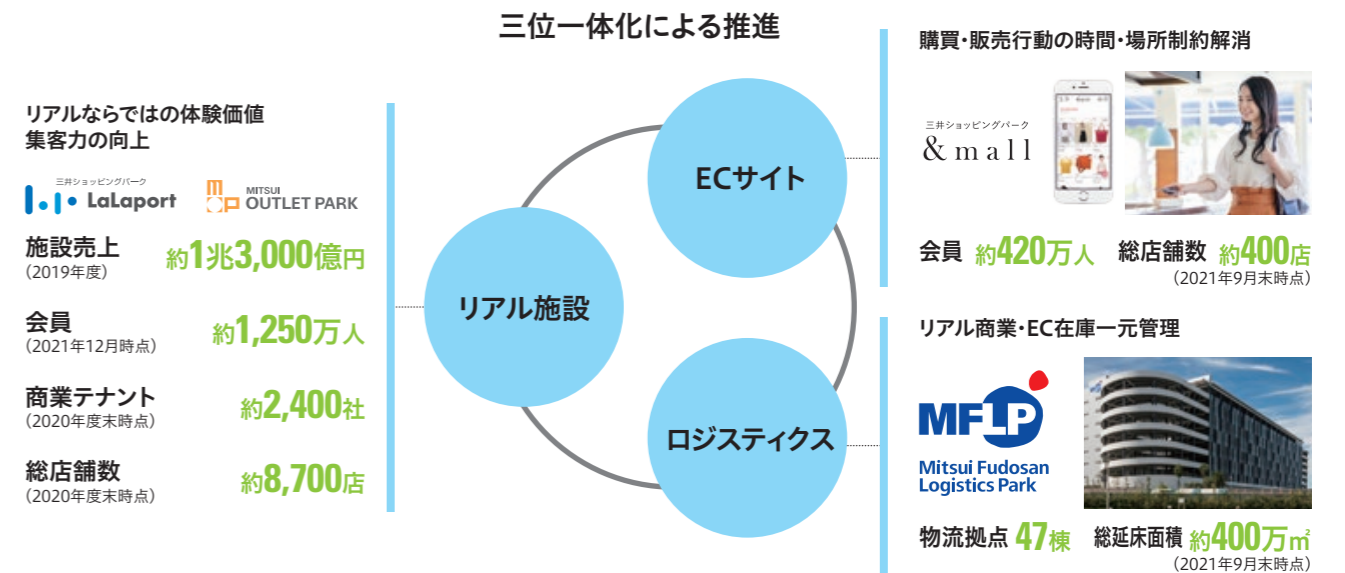 三位一体化による推進
リアルならではの体験価値
集客力の向上
三井ショッピングパーク
LaLaport
MITSUI
OUTLET PARK
施設売上 約1兆3,000億円
（2019年度）
会員 約1,250万人
（2021年12月時点）
商業テナント 約2,400社
（2020年度末時点）
総店舗数 約8,700店
（2020年度末時点）
ECサイト
リアル施設
ロジスティクス
購買・販売行動の時間・場所制約解消
三井ショッピングパーク
&mall
会員 約420万人 総店舗数 約400店
（2021年9月末時点）
リアル商業・EC在庫一元管理
MFLP
Mitsui Fudosan
Logistics Park
物流拠点 47棟 総延床面積 約400万㎡
（2021年9月末時点）